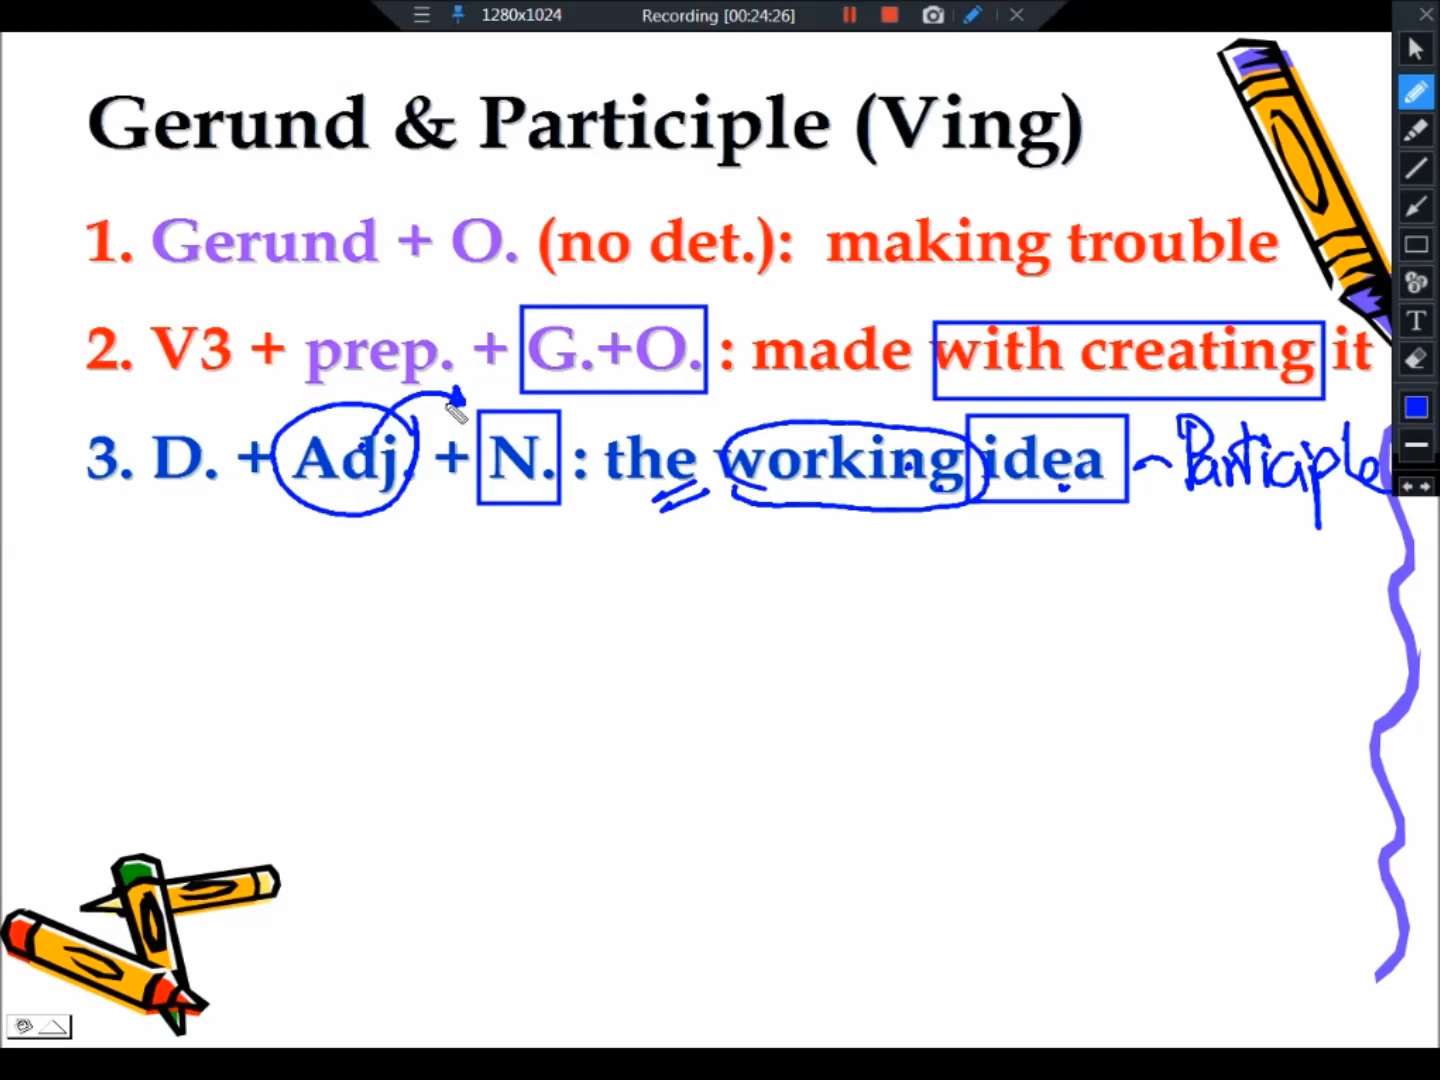 1280x1024 Recording [00:24:26]
Gerund & Participle (Ving)
1. Gerund + O. (no det.): making trouble
2. V3 + prep. + G.+O. : made with creating it
3. D. + Adj. + N. : the working idea ~ Participle
T